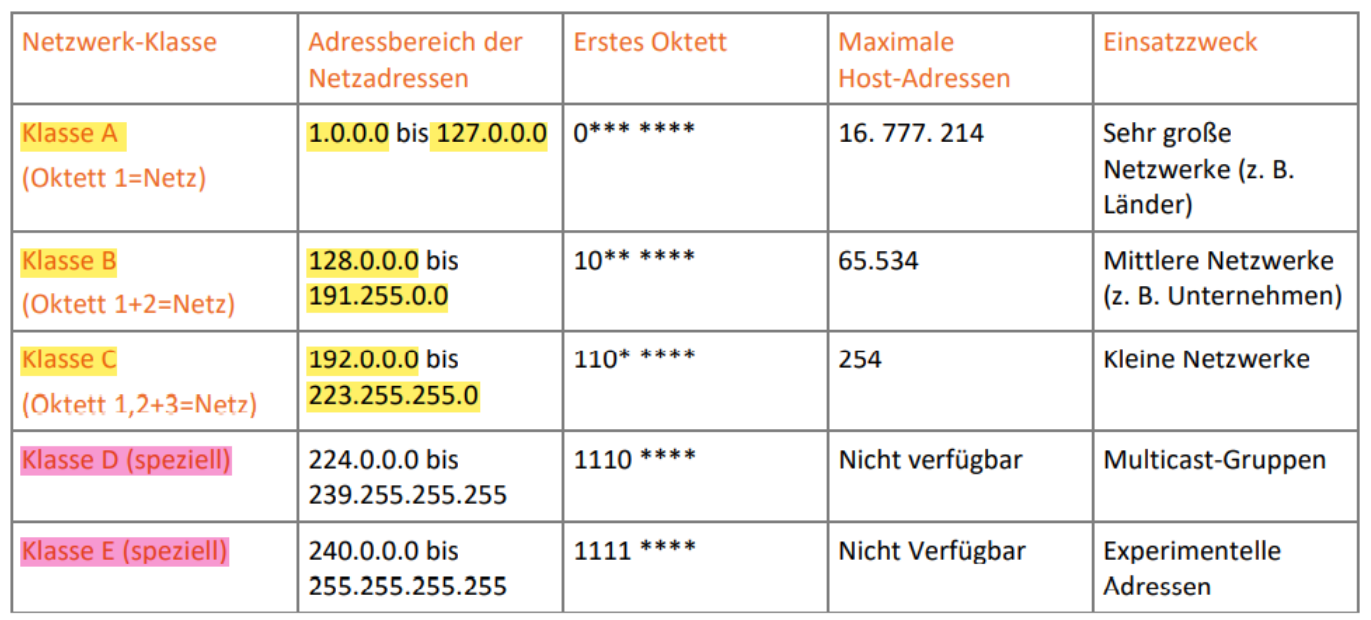 Netzwerk-Klasse
Adressbereich der
Netzadressen
Erstes Oktett
Maximale
Host-Adressen
Einsatzzweck
Klasse A
(Oktett 1=Netz)
1.0.0.0 bis 127.0.0.0
0*** ****
16. 777. 214
Sehr große
Netzwerke (z. B.
Länder)
Klasse B
(Oktett 1+2=Netz)
128.0.0.0 bis
191.255.0.0
10** ****
65.534
Mittlere Netzwerke
(z. B. Unternehmen)
Klasse C
(Oktett 1,2+3=Netz)
192.0.0.0 bis
223.255.255.0
110* ****
254
Kleine Netzwerke
Klasse D (speziell)
224.0.0.0 bis
239.255.255.255
1110 ****
Nicht verfügbar
Multicast-Gruppen
Klasse E (speziell)
240.0.0.0 bis
255.255.255.255
1111 ****
Nicht Verfügbar
Experimentelle
Adressen